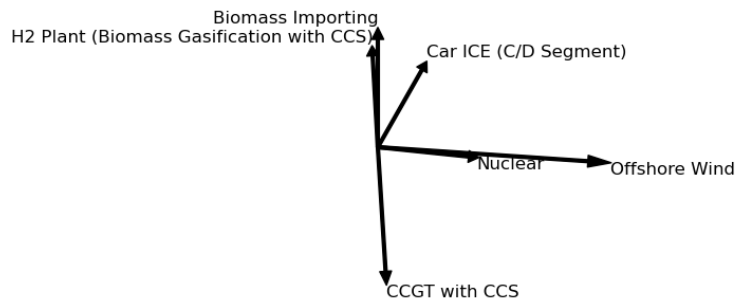 Biomass Importing
H2 Plant (Biomass Gasification with CCS)
Car ICE (C/D Segment)
Nuclear
Offshore Wind
CCGT with CCS